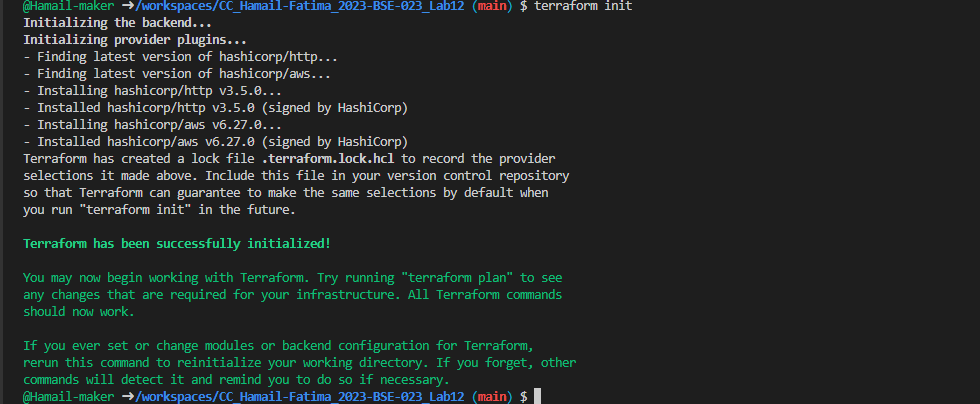 @Hamail-maker ➜/workspaces/CC_Hamail-Fatima_2023-BSE-023_Lab12 (main) $ terraform init
Initializing the backend...
Initializing provider plugins...
- Finding latest version of hashicorp/http...
- Finding latest version of hashicorp/aws...
- Installing hashicorp/http v3.5.0...
- Installed hashicorp/http v3.5.0 (signed by HashiCorp)
- Installing hashicorp/aws v6.27.0...
- Installed hashicorp/aws v6.27.0 (signed by HashiCorp)
Terraform has created a lock file .terraform.lock.hcl to record the provider
selections it made above. Include this file in your version control repository
so that Terraform can guarantee to make the same selections by default when
you run "terraform init" in the future.
Terraform has been successfully initialized!
You may now begin working with Terraform. Try running "terraform plan" to see
any changes that are required for your infrastructure. All Terraform commands
should now work.
If you ever set or change modules or backend configuration for Terraform,
rerun this command to reinitialize your working directory. If you forget, other
commands will detect it and remind you to do so if necessary.
@Hamail-maker ➜/workspaces/CC_Hamail-Fatima_2023-BSE-023_Lab12 (main) $